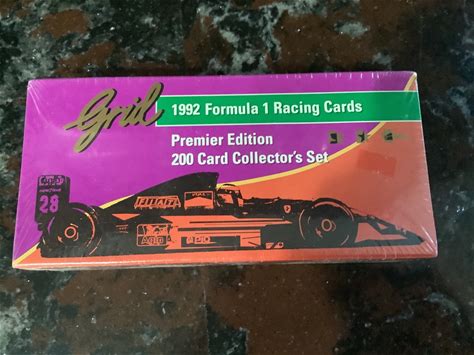 Grid
1992 Formula 1 Racing Cards
Premier Edition
200 Card Collector's Set
28